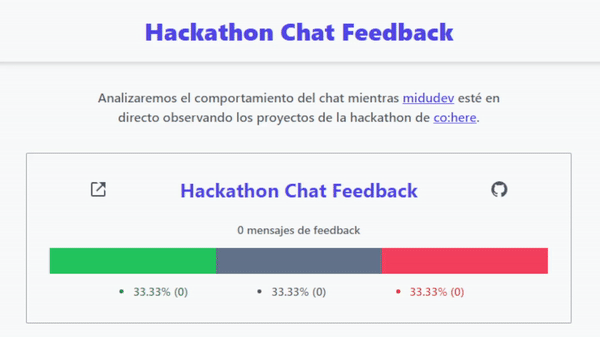 Hackathon Chat Feedback
Analizaremos el comportamiento del chat mientras midudev esté en
directo observando los proyectos de la hackathon de co:here.
Hackathon Chat Feedback
0 mensajes de feedback
• 33.33% (0) • 33.33% (0) • 33.33% (0)